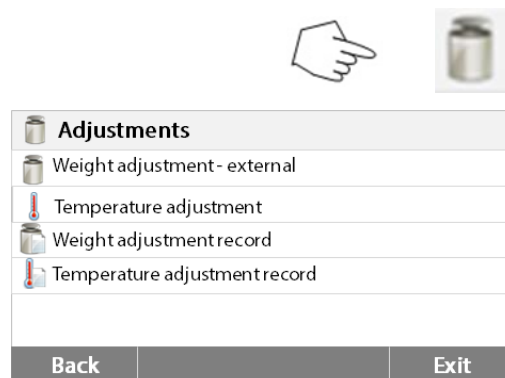 Adjustments
Weight adjustment - external
Temperature adjustment
Weight adjustment record
Temperature adjustment record
Back Exit